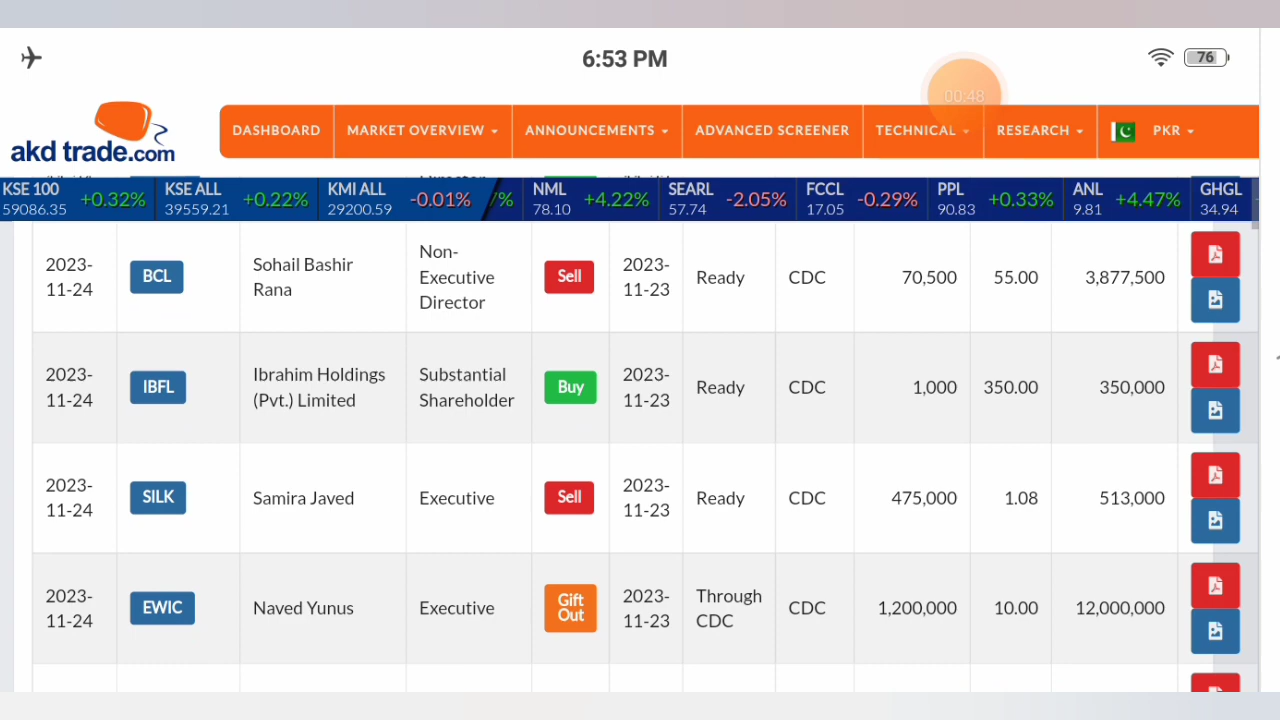 6:53 PM
76
00:48
akd trade.com
DASHBOARD MARKET OVERVIEW ANNOUNCEMENTS ADVANCED SCREENER TECHNICAL RESEARCH PKR
KSE 100 KSE ALL KMI ALL NML SEARL FCCL PPL ANL GHGL
59086.35 +0.32% 39559.21 +0.22% 29200.59 -0.01% /% 78.10 +4.22% 57.74 -2.05% 17.05 -0.29% 90.83 +0.33% 9.81 +4.47% 34.94
2023-
11-24
BCL
Sohail Bashir
Rana
Non-
Executive
Director
Sell
2023-
11-23
Ready
CDC
70,500
55.00
3,877,500
2023-
11-24
IBFL
Ibrahim Holdings
(Pvt.) Limited
Substantial
Shareholder
Buy
2023-
11-23
Ready
CDC
1,000
350.00
350,000
2023-
11-24
SILK
Samira Javed
Executive
Sell
2023-
11-23
Ready
CDC
475,000
1.08
513,000
2023-
11-24
EWIC
Naved Yunus
Executive
Gift
Out
2023-
11-23
Through
CDC
CDC
1,200,000
10.00
12,000,000